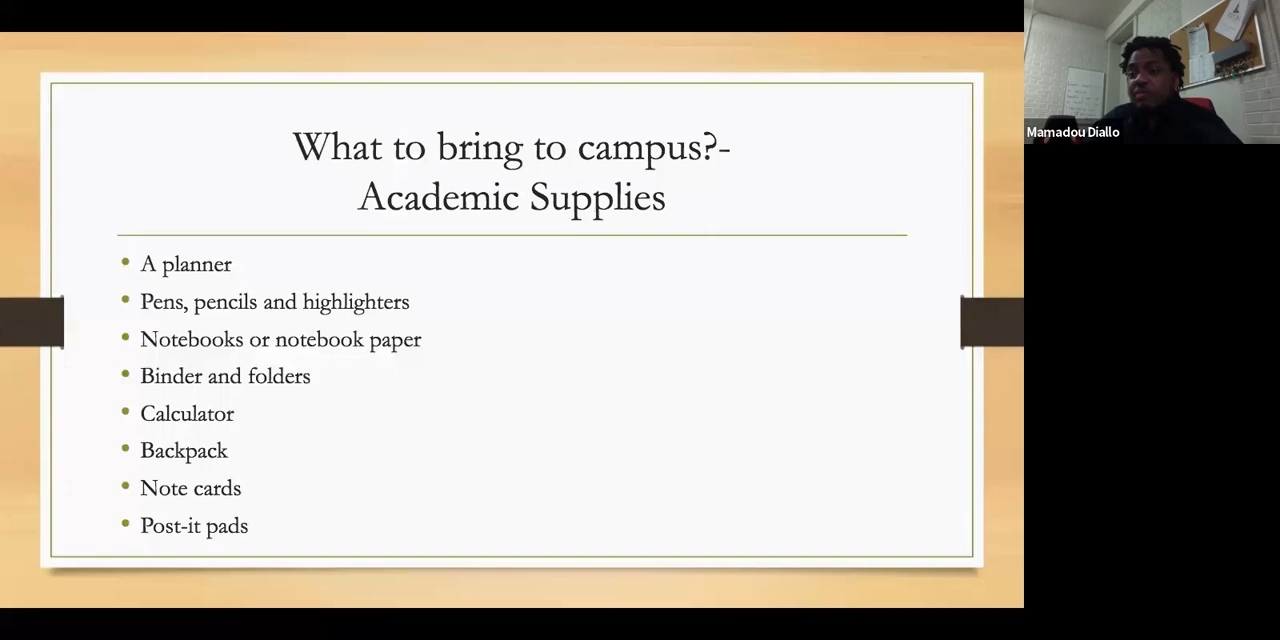 What to bring to campus?-
Academic Supplies
A planner
Pens, pencils and highlighters
Notebooks or notebook paper
Binder and folders
Calculator
Backpack
Note cards
Post-it pads
Mamadou Diallo